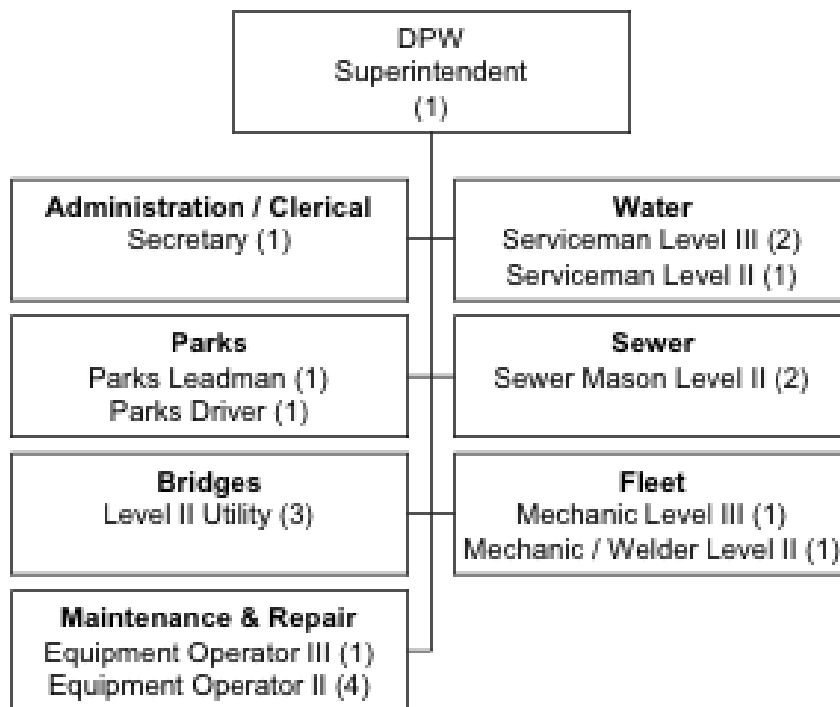 DPW
Superintendent
(1)
Administration / Clerical
Secretary (1)
Water
Serviceman Level III (2)
Serviceman Level II (1)
Parks
Parks Leadman (1)
Parks Driver (1)
Sewer
Sewer Mason Level II (2)
Bridges
Level II Utility (3)
Fleet
Mechanic Level III (1)
Mechanic / Welder Level II (1)
Maintenance & Repair
Equipment Operator III (1)
Equipment Operator II (4)